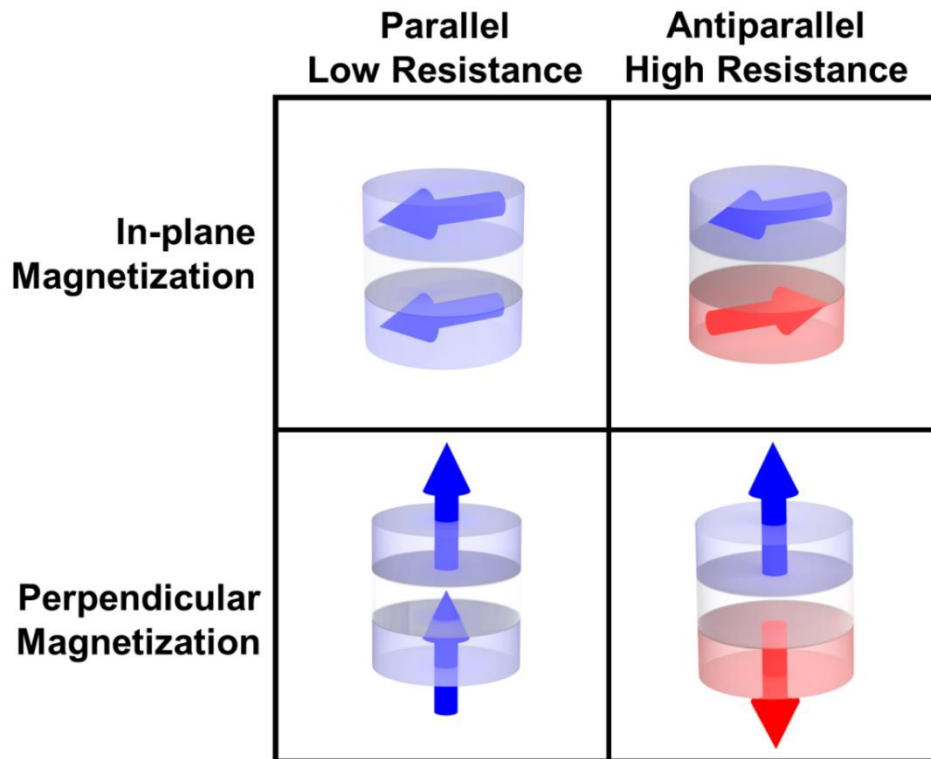 Parallel
Low Resistance
Antiparallel
High Resistance
In-plane
Magnetization
Perpendicular
Magnetization